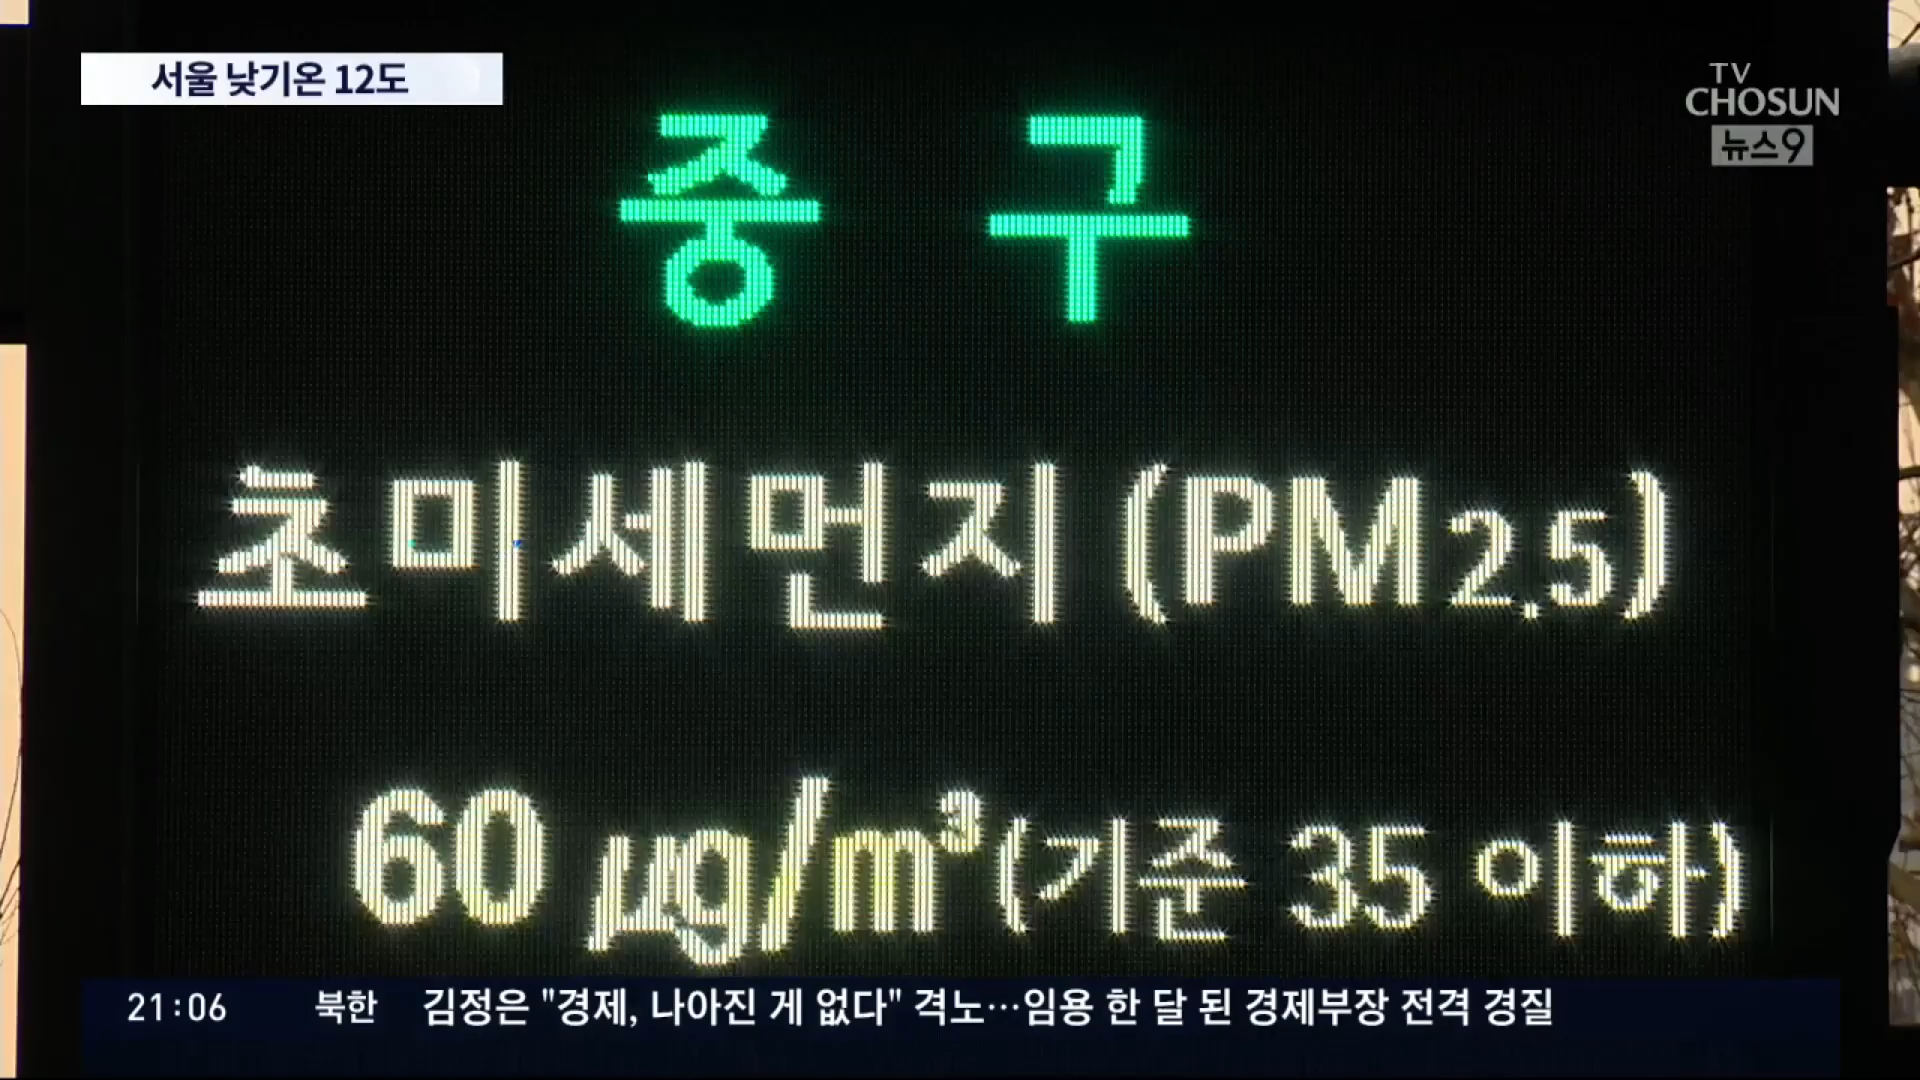 서울 낮기온 12도
TV
CHOSUN
뉴스9
중 구
초미세먼지 (PM2.5)
60 µg/m³(기준 35 이하)
21:06 북한 김정은 "경제, 나아진 게 없다" 격노…임용 한 달 된 경제부장 전격 경질